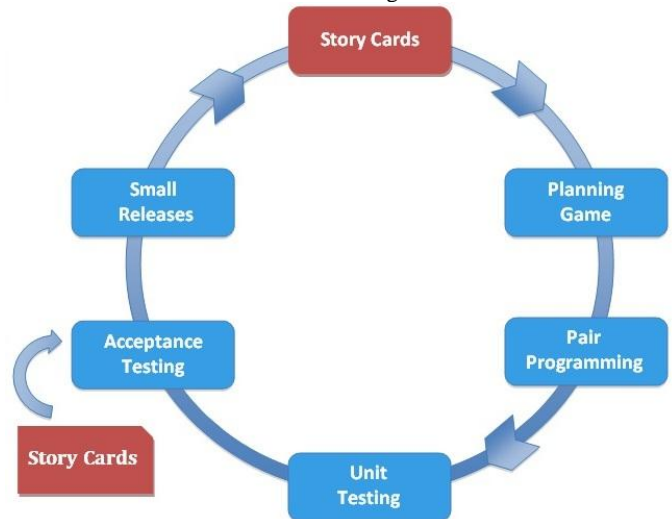 Story Cards
Planning
Game
Pair
Programming
Unit
Testing
Acceptance
Testing
Story Cards
Small
Releases